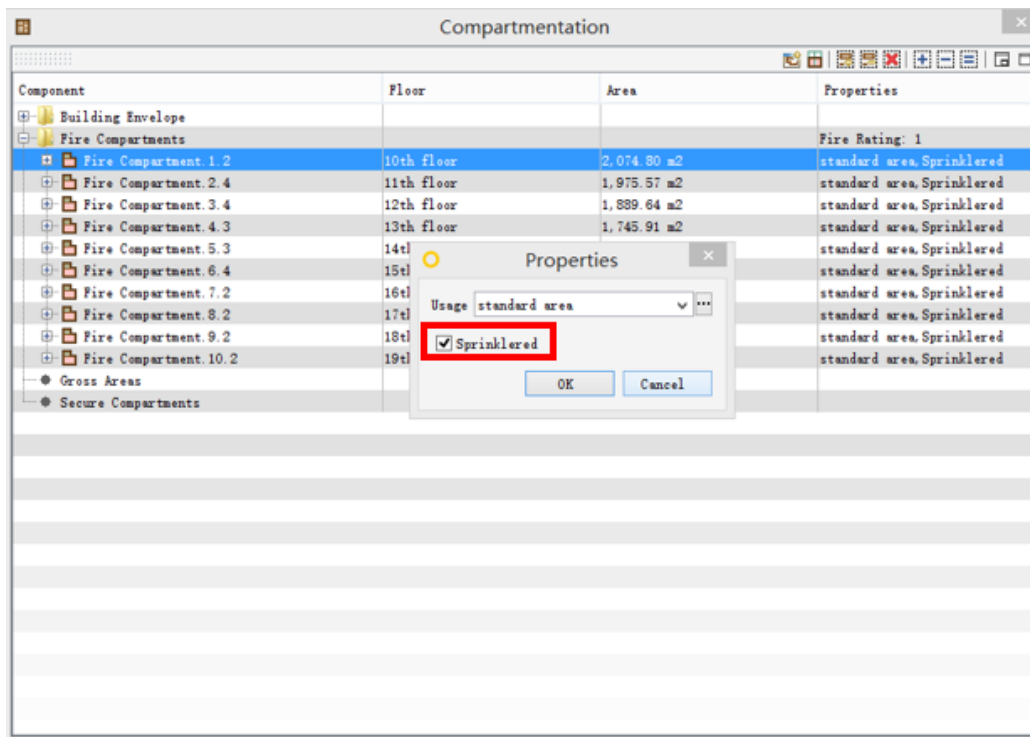 Compartmentation
Component Floor Area Properties
Building Envelope
Fire Compartments Fire Rating: 1
Fire Compartment.1.2 10th floor 2,074.80 m2 standard area,Sprinklered
Fire Compartment.2.4 11th floor 1,975.57 m2 standard area,Sprinklered
Fire Compartment.3.4 12th floor 1,889.64 m2 standard area,Sprinklered
Fire Compartment.4.3 13th floor 1,745.91 m2 standard area,Sprinklered
Fire Compartment.5.3 14tl standard area,Sprinklered
Fire Compartment.6.4 15tl standard area,Sprinklered
Fire Compartment.7.2 16tl standard area,Sprinklered
Fire Compartment.8.2 17tl standard area,Sprinklered
Fire Compartment.9.2 18tl standard area,Sprinklered
Fire Compartment.10.2 19tl standard area,Sprinklered
Gross Areas
Secure Compartments
Properties
Usage standard area
Sprinklered
OK Cancel